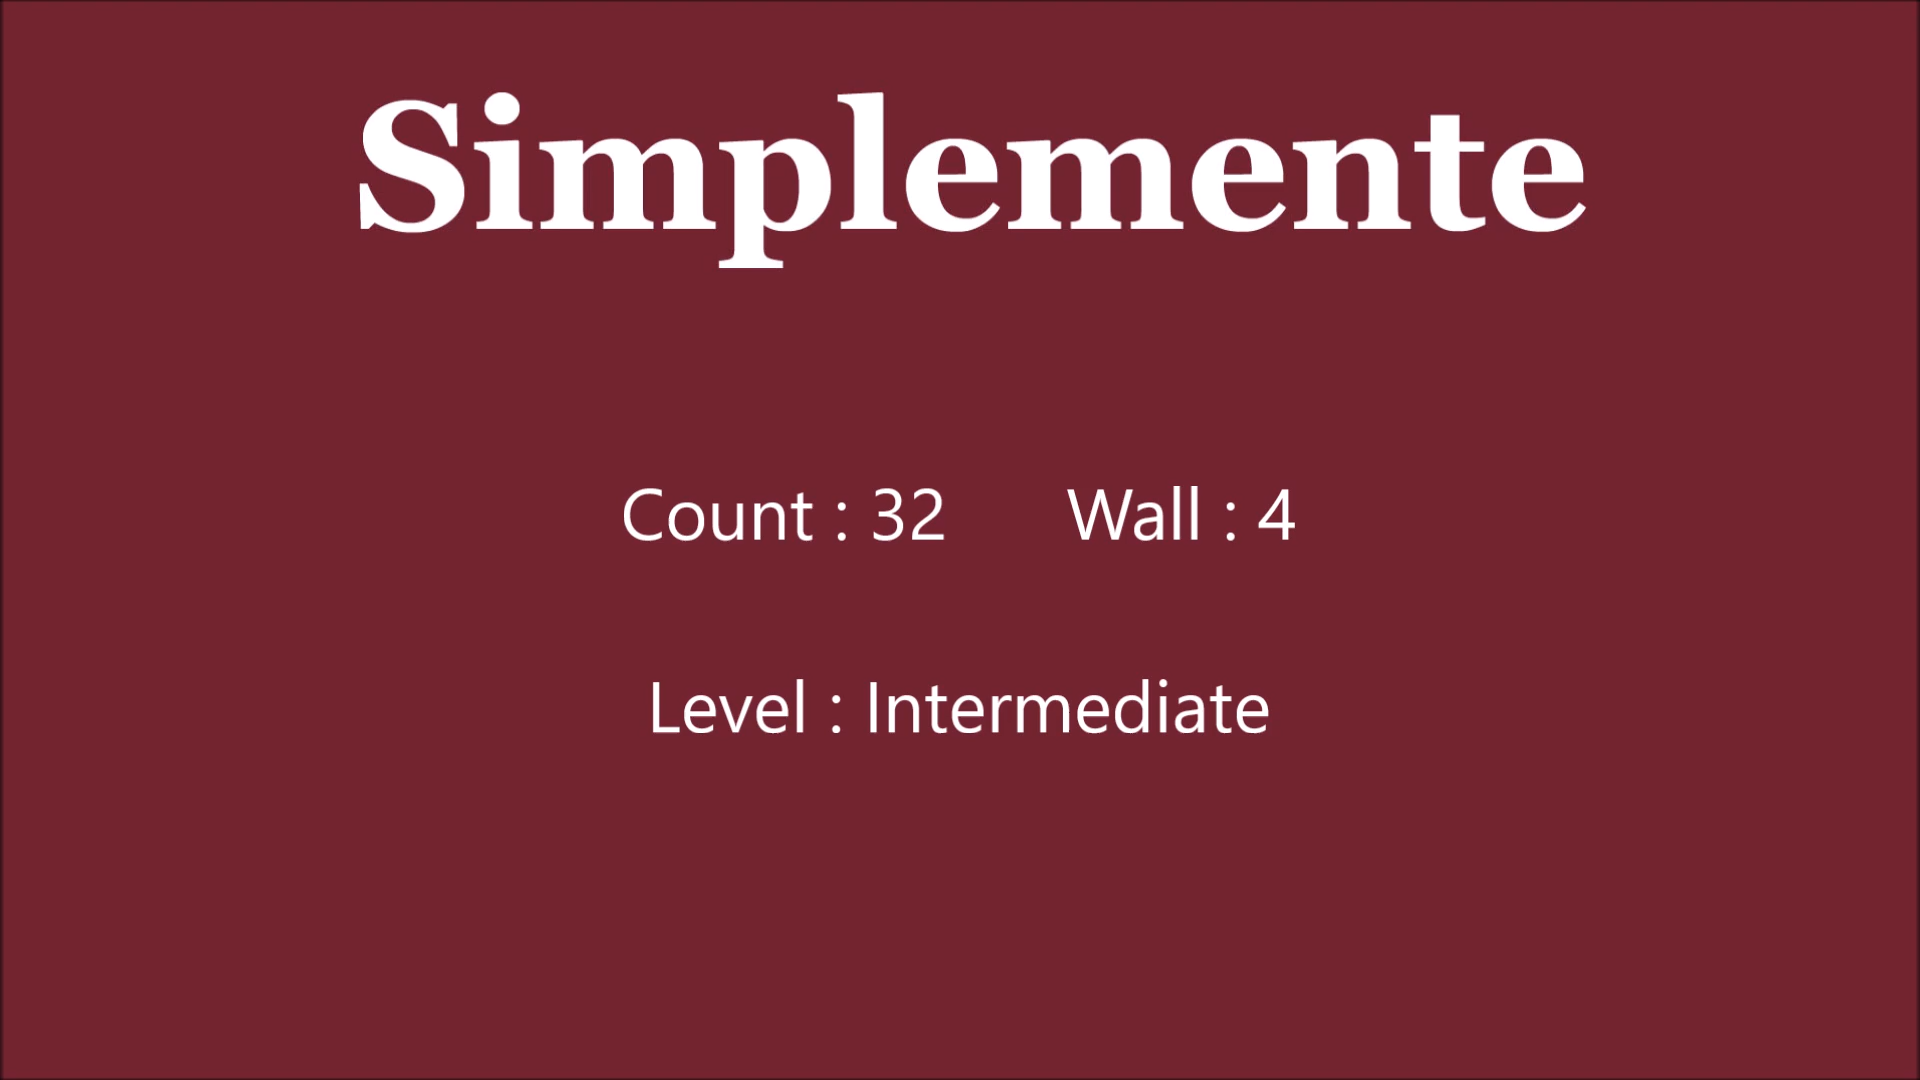 Simplemente
Count : 32 Wall : 4
Level : Intermediate